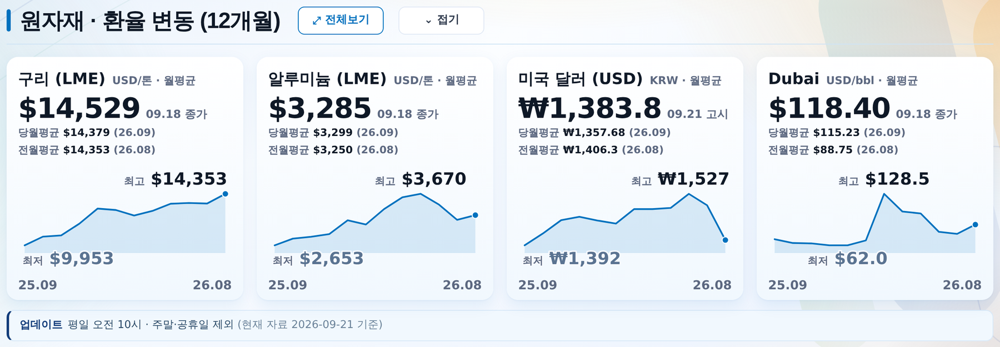 원자재 · 환율 변동 (12개월)
⤢ 전체보기
⌄ 접기
구리 (LME) USD/톤 · 월평균
$14,529 09.18 종가
당월평균 $14,379 (26.09)
전월평균 $14,353 (26.08)
최고 $14,353
최저 $9,953
25.09 26.08
알루미늄 (LME) USD/톤 · 월평균
$3,285 09.18 종가
당월평균 $3,299 (26.09)
전월평균 $3,250 (26.08)
최고 $3,670
최저 $2,653
25.09 26.08
미국 달러 (USD) KRW · 월평균
₩1,383.8 09.21 고시
당월평균 ₩1,357.68 (26.09)
전월평균 ₩1,406.3 (26.08)
최고 ₩1,527
최저 ₩1,392
25.09 26.08
Dubai USD/bbl · 월평균
$118.40 09.18 종가
당월평균 $115.23 (26.09)
전월평균 $88.75 (26.08)
최고 $128.5
최저 $62.0
25.09 26.08
업데이트 평일 오전 10시 · 주말·공휴일 제외 (현재 자료 2026-09-21 기준)